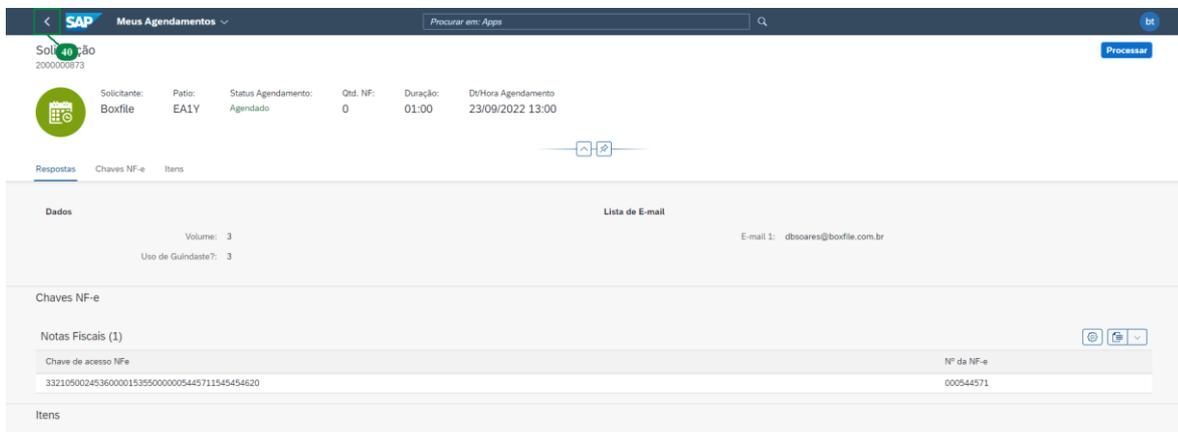 SAP Meus Agendamentos Procurar em: Apps bt
40
Solicitação Processar
2000000873
Solicitante: Patio: Status Agendamento: Qtd. NF: Duração: Dt/Hora Agendamento
Boxfile EA1Y Agendado 0 01:00 23/09/2022 13:00
Respostas Chaves NF-e Itens
Dados Lista de E-mail
Volume: 3 E-mail 1: dbsoares@boxfile.com.br
Uso de Guindaste?: 3
Chaves NF-e
Notas Fiscais (1)
Chave de acesso NFe Nº da NF-e
33210500245360000153550000005445711545454620 000544571
Itens